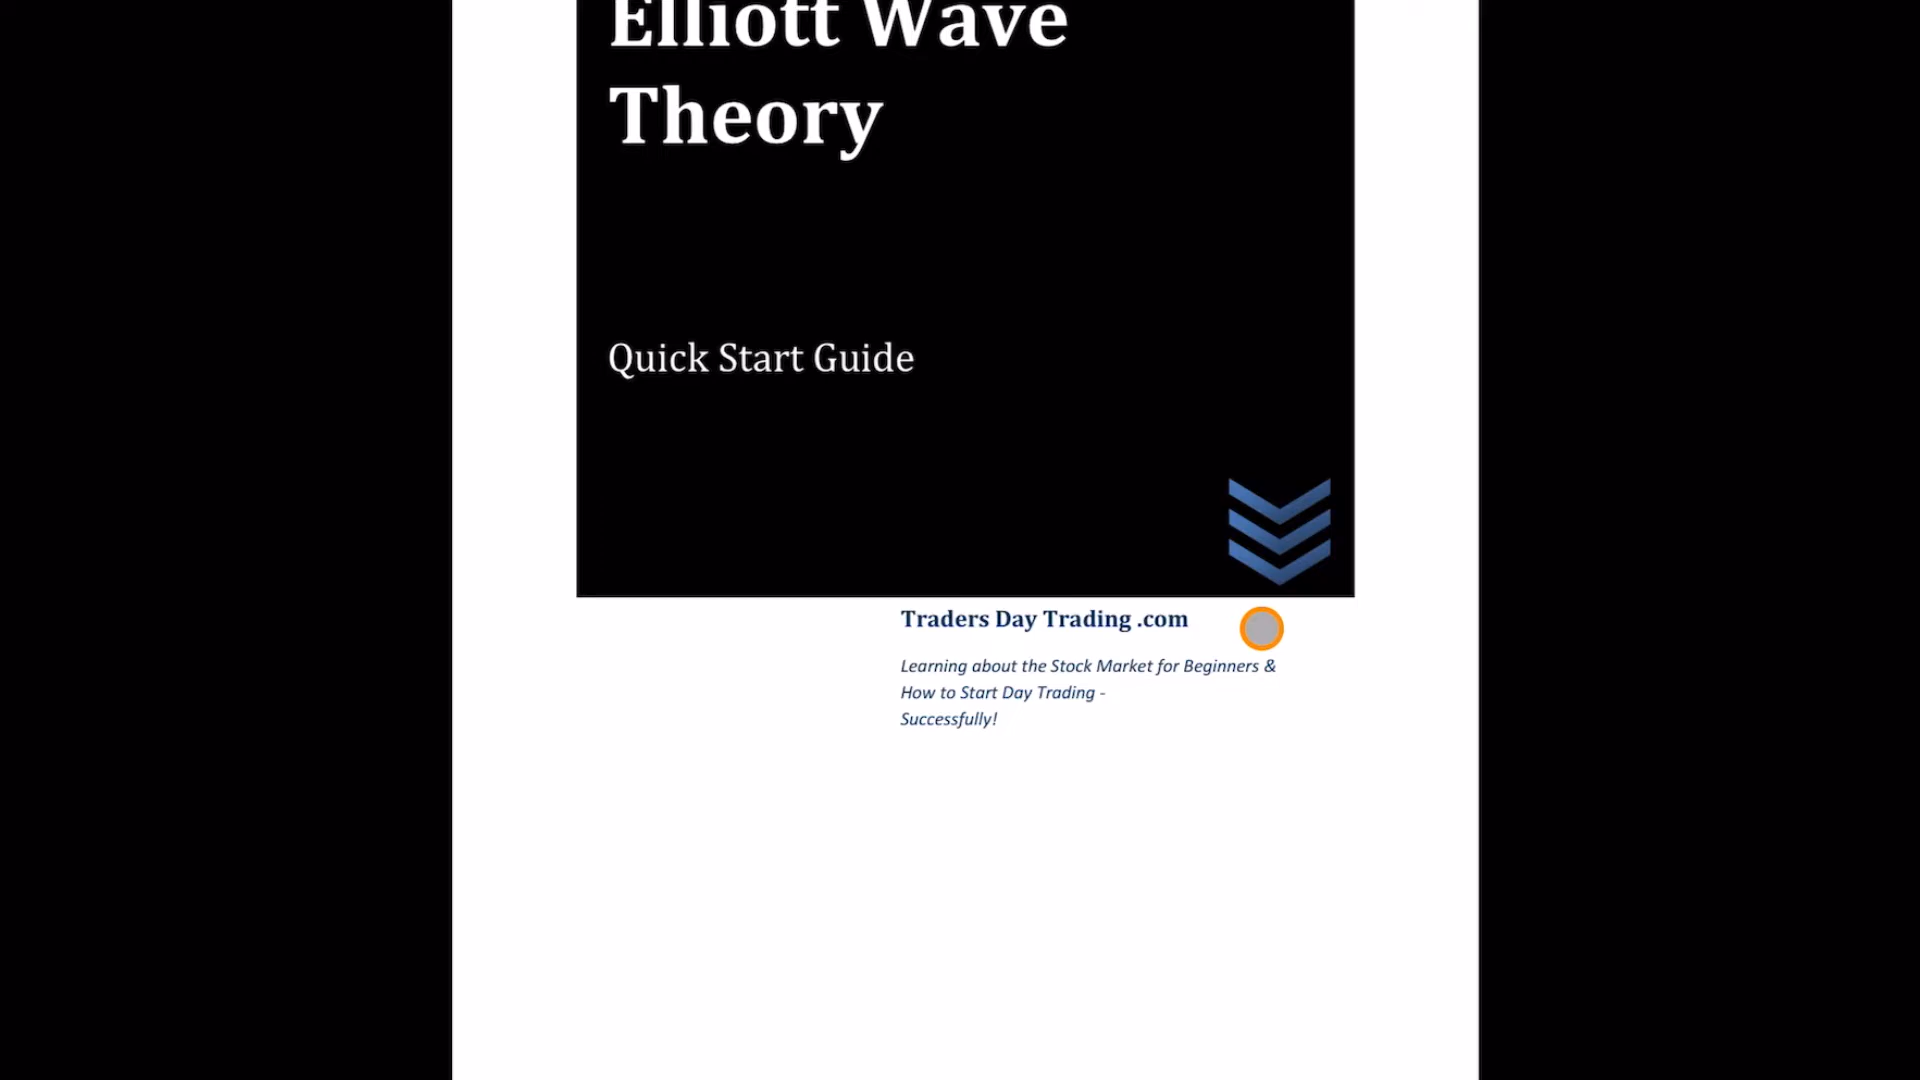 Elliott Wave
Theory
Quick Start Guide
Traders Day Trading .com
Learning about the Stock Market for Beginners &
How to Start Day Trading -
Successfully!